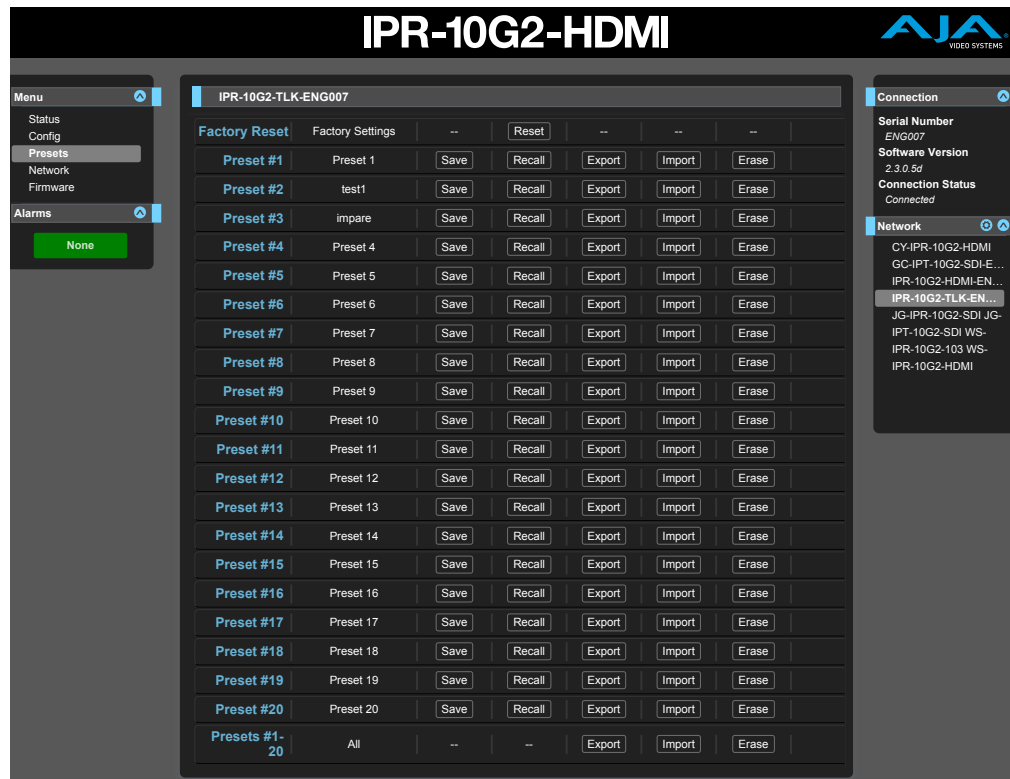 IPR-10G2-HDMI
AJA
VIDEO SYSTEMS
Menu
Status
Config
Presets
Network
Firmware
Alarms
None
IPR-10G2-TLK-ENG007
Factory Reset Factory Settings -- Reset -- -- --
Preset #1 Preset 1 Save Recall Export Import Erase
Preset #2 test1 Save Recall Export Import Erase
Preset #3 impare Save Recall Export Import Erase
Preset #4 Preset 4 Save Recall Export Import Erase
Preset #5 Preset 5 Save Recall Export Import Erase
Preset #6 Preset 6 Save Recall Export Import Erase
Preset #7 Preset 7 Save Recall Export Import Erase
Preset #8 Preset 8 Save Recall Export Import Erase
Preset #9 Preset 9 Save Recall Export Import Erase
Preset #10 Preset 10 Save Recall Export Import Erase
Preset #11 Preset 11 Save Recall Export Import Erase
Preset #12 Preset 12 Save Recall Export Import Erase
Preset #13 Preset 13 Save Recall Export Import Erase
Preset #14 Preset 14 Save Recall Export Import Erase
Preset #15 Preset 15 Save Recall Export Import Erase
Preset #16 Preset 16 Save Recall Export Import Erase
Preset #17 Preset 17 Save Recall Export Import Erase
Preset #18 Preset 18 Save Recall Export Import Erase
Preset #19 Preset 19 Save Recall Export Import Erase
Preset #20 Preset 20 Save Recall Export Import Erase
Presets #1-
20 All -- -- Export Import Erase
Connection
Serial Number
ENG007
Software Version
2.3.0.5d
Connection Status
Connected
Network
CY-IPR-10G2-HDMI
GC-IPT-10G2-SDI-E...
IPR-10G2-HDMI-EN...
IPR-10G2-TLK-EN...
JG-IPR-10G2-SDI JG-
IPT-10G2-SDI WS-
IPR-10G2-103 WS-
IPR-10G2-HDMI